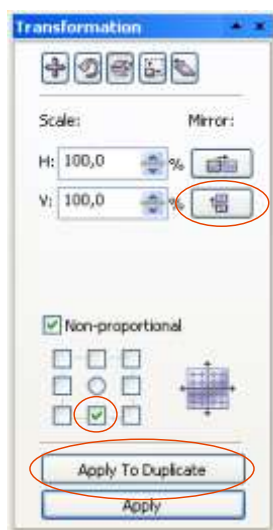 Transformation
Scale: Mirror:
H: 100,0 %
V: 100,0 %
Non-proportional
Apply To Duplicate
Apply